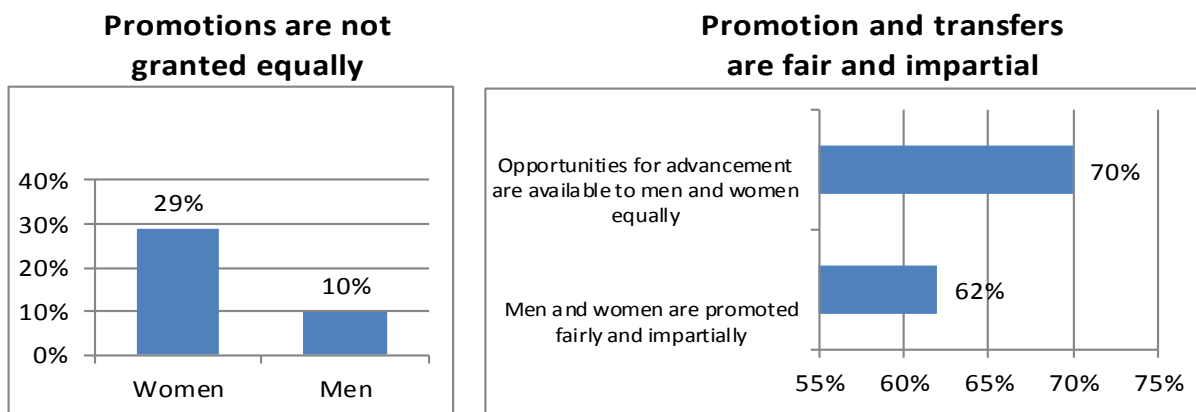 Promotions are not
granted equally
40%
30%
20%
10%
0%
29%
10%
Women
Men
Promotion and transfers
are fair and impartial
Opportunities for advancement
are available to men and women
equally
70%
Men and women are promoted
fairly and impartially
62%
55%
60%
65%
70%
75%